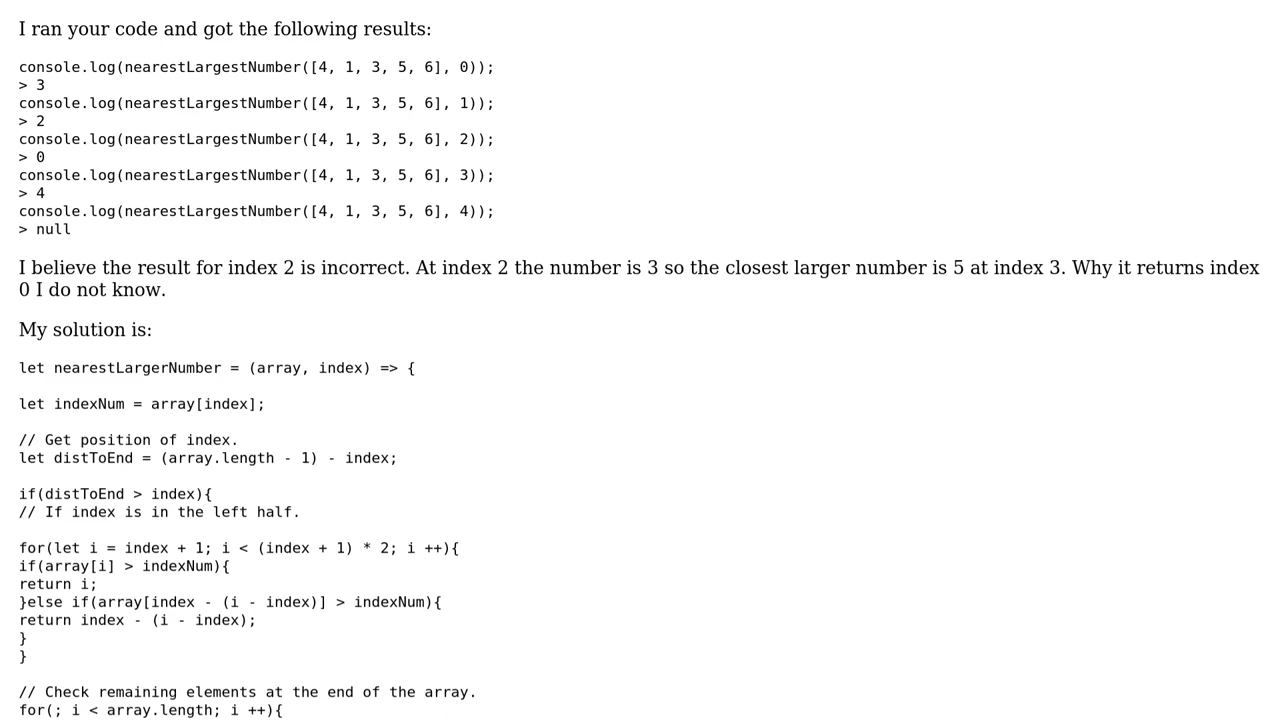 I ran your code and got the following results:
console.log(nearestLargestNumber([4, 1, 3, 5, 6], 0));
> 3
console.log(nearestLargestNumber([4, 1, 3, 5, 6], 1));
> 2
console.log(nearestLargestNumber([4, 1, 3, 5, 6], 2));
> 0
console.log(nearestLargestNumber([4, 1, 3, 5, 6], 3));
> 4
console.log(nearestLargestNumber([4, 1, 3, 5, 6], 4));
> null
I believe the result for index 2 is incorrect. At index 2 the number is 3 so the closest larger number is 5 at index 3. Why it returns index
0 I do not know.
My solution is:
let nearestLargerNumber = (array, index) => {
let indexNum = array[index];
// Get position of index.
let distToEnd = (array.length - 1) - index;
if(distToEnd > index){
// If index is in the left half.
for(let i = index + 1; i < (index + 1) * 2; i ++){
if(array[i] > indexNum){
return i;
}else if(array[index - (i - index)] > indexNum){
return index - (i - index);
}
}
// Check remaining elements at the end of the array.
for(; i < array.length; i ++){